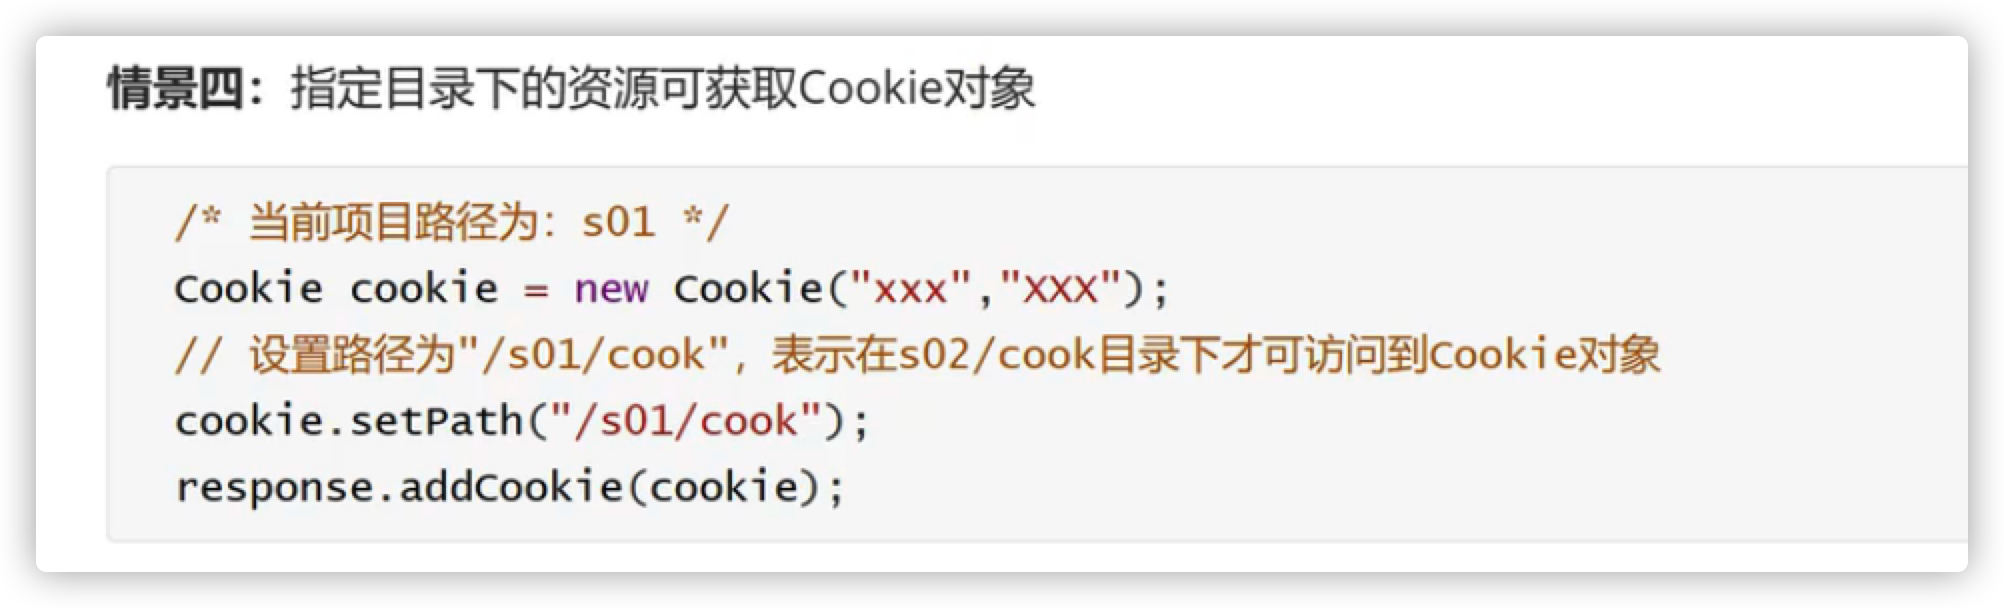 情景四：指定目录下的资源可获取Cookie对象
/* 当前项目路径为：s01 */
Cookie cookie = new Cookie("xxx","XXX");
// 设置路径为"/s01/cook"，表示在s02/cook目录下才可访问到Cookie对象
cookie.setPath("/s01/cook");
response.addCookie(cookie);